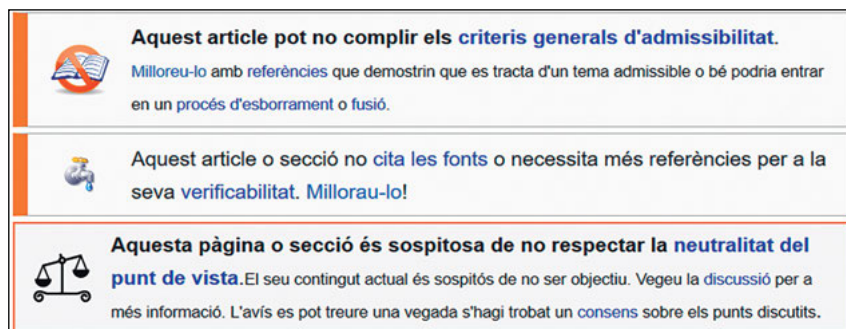 Aquest article pot no complir els criteris generals d'admissibilitat.
Milloreu-lo amb referències que demostrin que es tracta d'un tema admissible o bé podria entrar
en un procés d'esborrament o fusió.
Aquest article o secció no cita les fonts o necessita més referències per a la
seva verificabilitat. Millorau-lo!
Aquesta pàgina o secció és sospitosa de no respectar la neutralitat del
punt de vista.El seu contingut actual és sospitós de no ser objectiu. Vegeu la discussió per a
més informació. L'avís es pot treure una vegada s'hagi trobat un consens sobre els punts discutits.